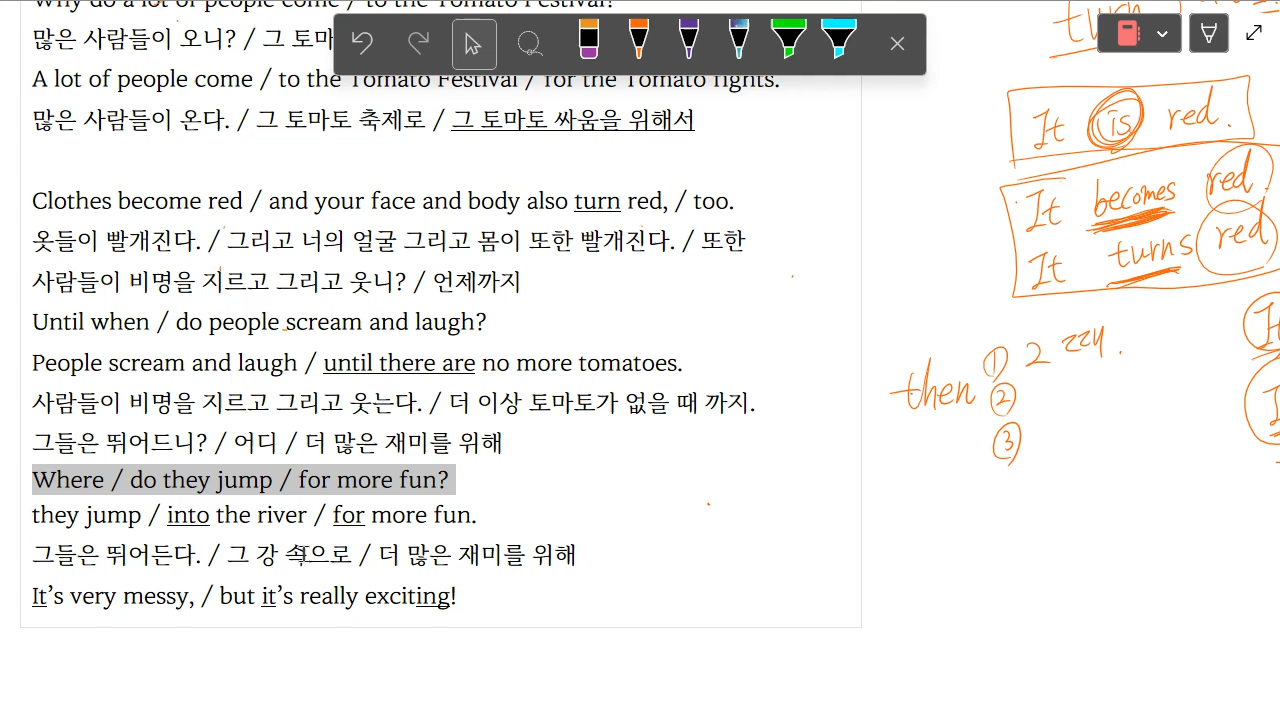 Why do a lot of people come / to the Tomato Festival?
많은 사람들이 오니? / 그 토마
A lot of people come / to the Tomato Festival / for the Tomato fights.
많은 사람들이 온다. / 그 토마토 축제로 / 그 토마토 싸움을 위해서
Clothes become red / and your face and body also turn red, / too.
옷들이 빨개진다. / 그리고 너의 얼굴 그리고 몸이 또한 빨개진다. / 또한
사람들이 비명을 지르고 그리고 웃니? / 언제까지
Until when / do people scream and laugh?
People scream and laugh / until there are no more tomatoes.
사람들이 비명을 지르고 그리고 웃는다. / 더 이상 토마토가 없을 때 까지.
그들은 뛰어드니? / 어디 / 더 많은 재미를 위해
Where / do they jump / for more fun?
they jump / into the river / for more fun.
그들은 뛰어든다. / 그 강 속으로 / 더 많은 재미를 위해
It's very messy, / but it's really exciting!
turn
It is red.
It becomes red.
It turns red
then ① 2
②
③